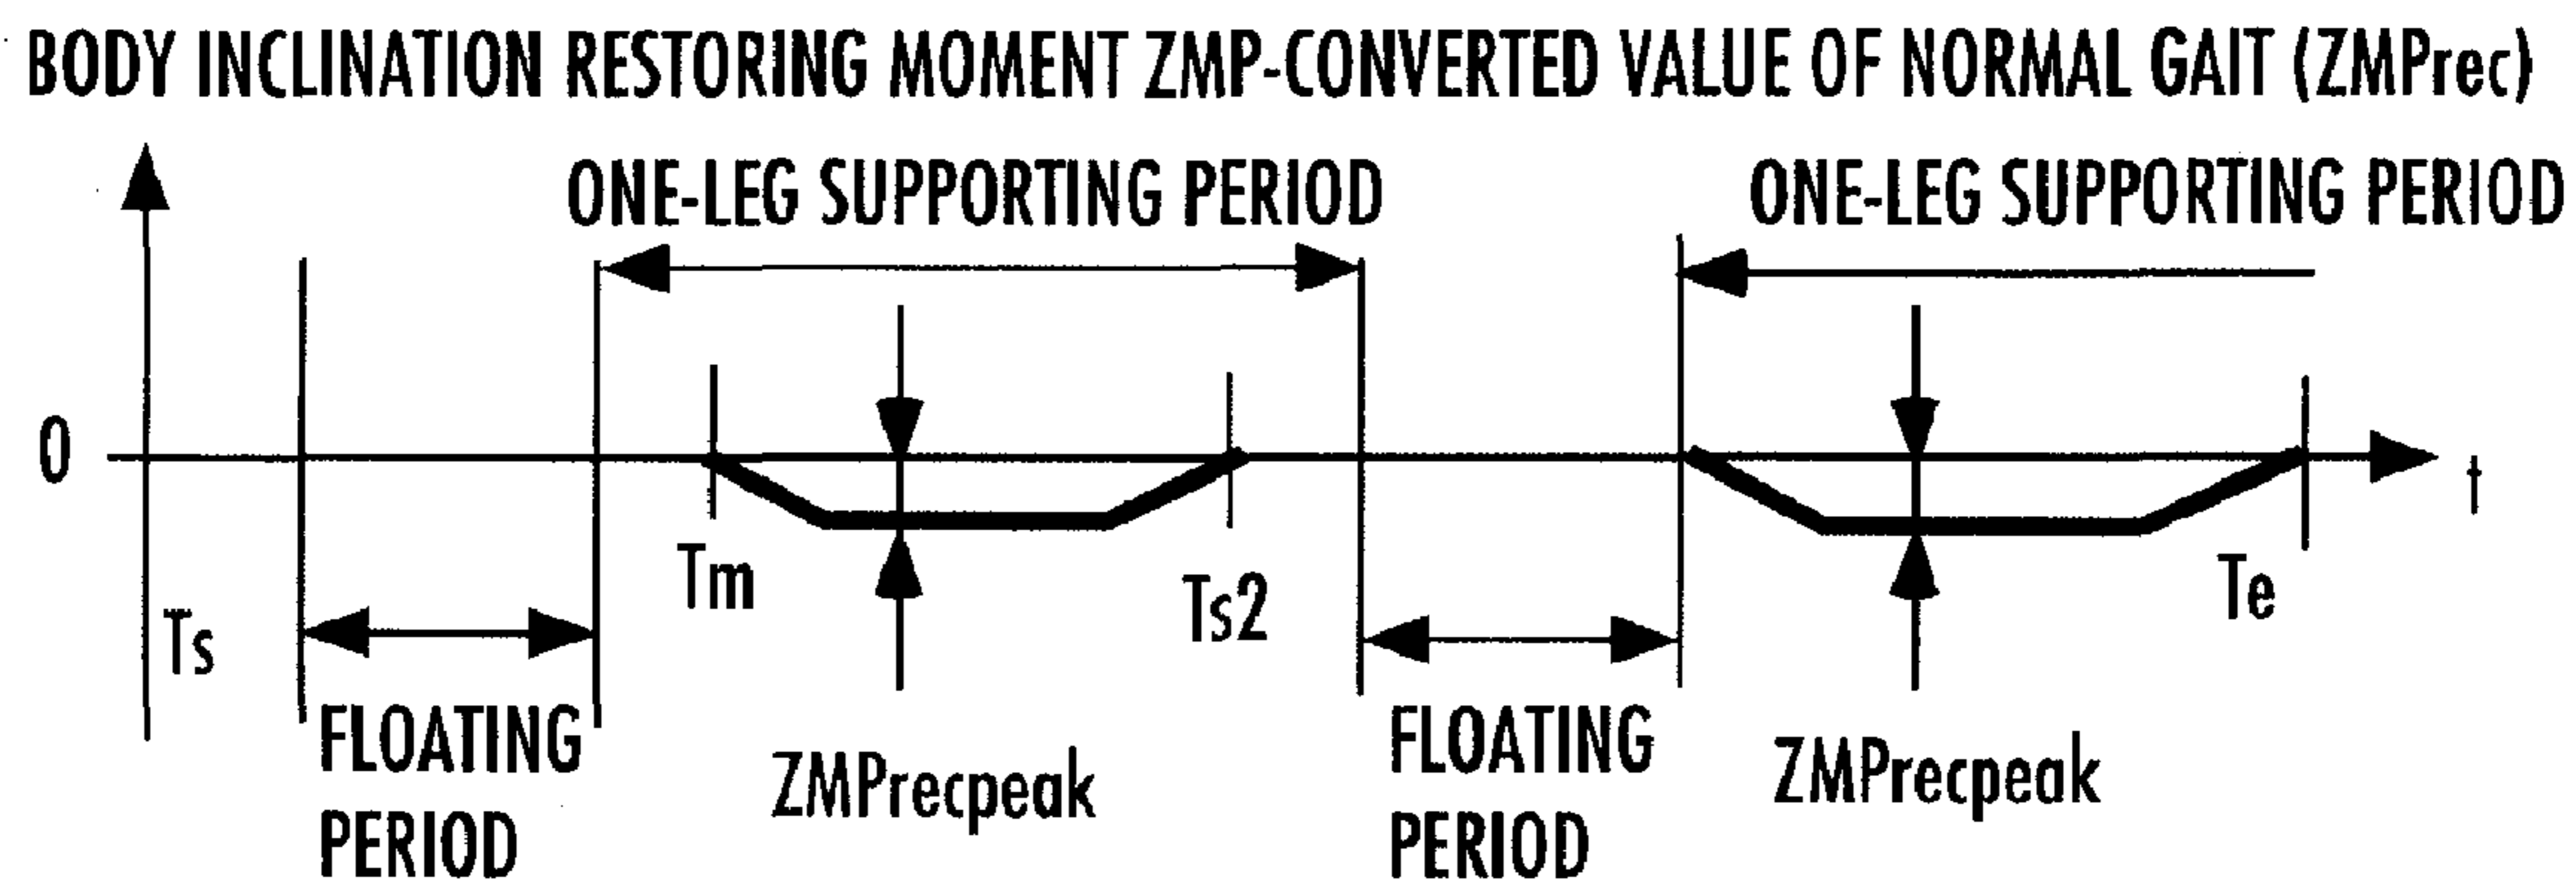 BODY INCLINATION RESTORING MOMENT ZMP-CONVERTED VALUE OF NORMAL GAIT (ZMPrec)
ONE-LEG SUPPORTING PERIOD
ONE-LEG SUPPORTING PERIOD
0
t
Tm
Ts2
Te
Ts
FLOATING
PERIOD
ZMPrecpeak
FLOATING
PERIOD
ZMPrecpeak